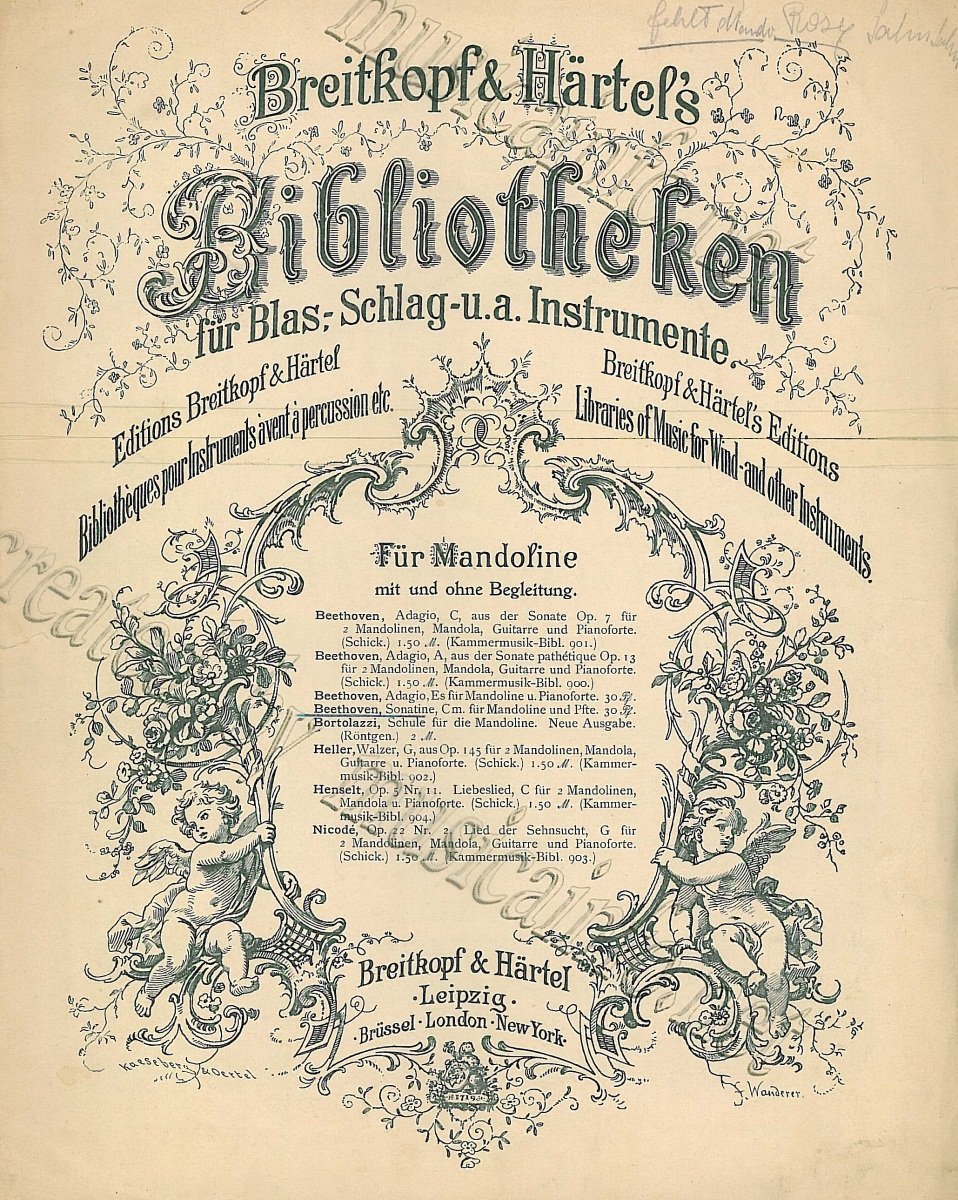 fehlt Mando Rosy
Breitkopf & Härtel's
Bibliotheken
für Blas-, Schlag- u. a. Instrumente.
Editions Breitkopf & Härtel
Bibliothèques pour Instruments à vent, à percussion etc.
Breitkopf & Härtel's Editions
Libraries of Music for Wind- and other Instruments.
Für Mandoline
mit und ohne Begleitung.
Beethoven, Adagio, C, aus der Sonate Op. 7 für
2 Mandolinen, Mandola, Guitarre und Pianoforte.
(Schick.) 1.50 M. (Kammermusik-Bibl. 901.)
Beethoven, Adagio, A, aus der Sonate pathétique Op. 13
für 2 Mandolinen, Mandola, Guitarre und Pianoforte.
(Schick.) 1.50 M. (Kammermusik-Bibl. 900.)
Beethoven, Adagio, Es für Mandoline u. Pianoforte. 30 Pf.
Beethoven, Sonatine, C m. für Mandoline und Pfte. 30 Pf.
Bortolazzi, Schule für die Mandoline. Neue Ausgabe.
(Röntgen.) 2 M.
Heller, Walzer, G, aus Op. 145 für 2 Mandolinen, Mandola,
Guitarre u. Pianoforte. (Schick.) 1.50 M. (Kammer-
musik-Bibl. 902.)
Henselt, Op. 5 Nr. 11. Liebeslied, C für 2 Mandolinen,
Mandola u. Pianoforte. (Schick.) 1.50 M. (Kammer-
musik-Bibl. 904.)
Nicodé, Op. 22 Nr. 2. Lied der Sehnsucht, G für
2 Mandolinen, Mandola, Guitarre und Pianoforte.
(Schick.) 1.50 M. (Kammermusik-Bibl. 903.)
Breitkopf & Härtel
· Leipzig ·
· Brüssel · London · New York ·
Kaeseberg & Oertel
F. Wanderer.
1719